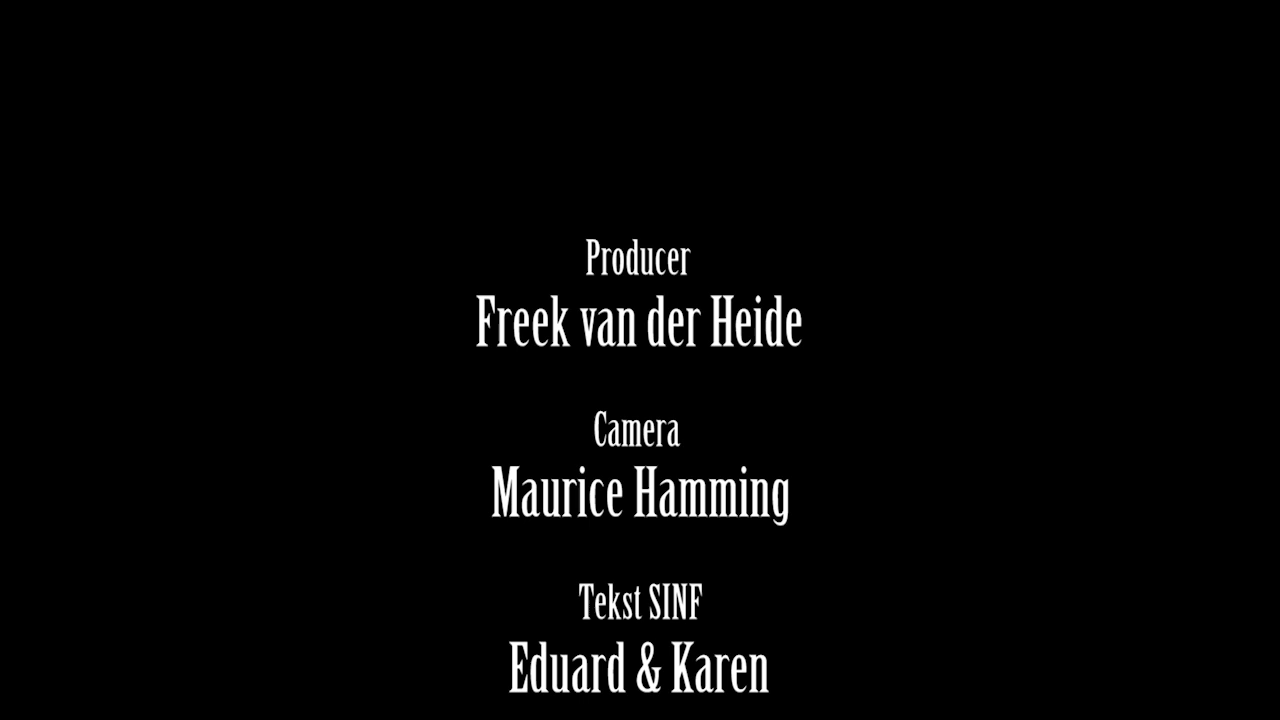 Producer
Freek van der Heide
Camera
Maurice Hamming
Tekst SINF
Eduard & Karen